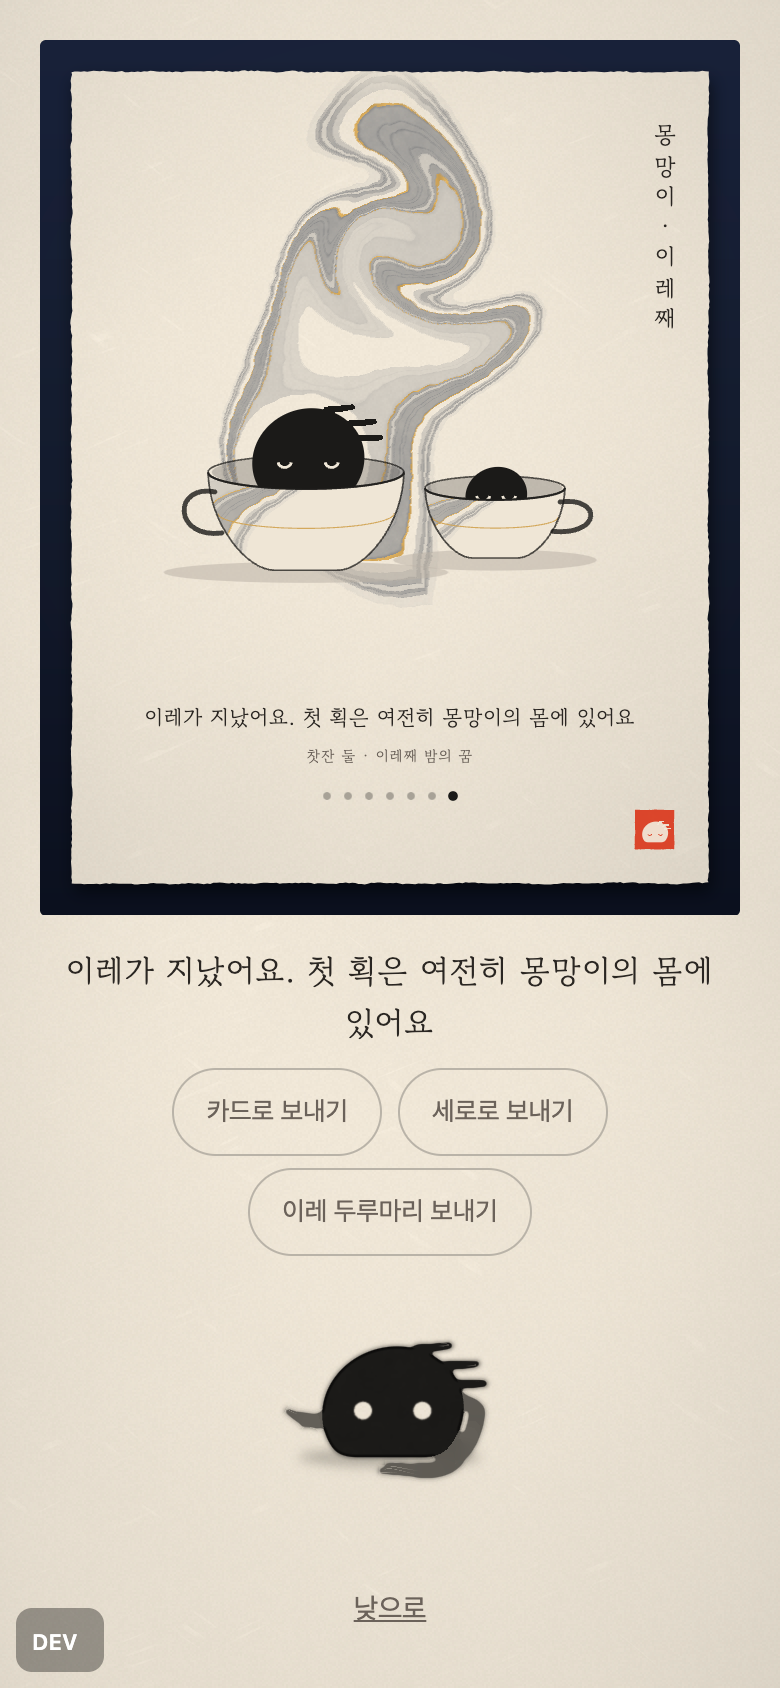 몽망이 · 이레째
이레가 지났어요. 첫 획은 여전히 몽망이의 몸에 있어요
찻잔 둘 · 이레째 밤의 꿈
이레가 지났어요. 첫 획은 여전히 몽망이의 몸에
있어요
카드로 보내기
세로로 보내기
이레 두루마리 보내기
낮으로
DEV